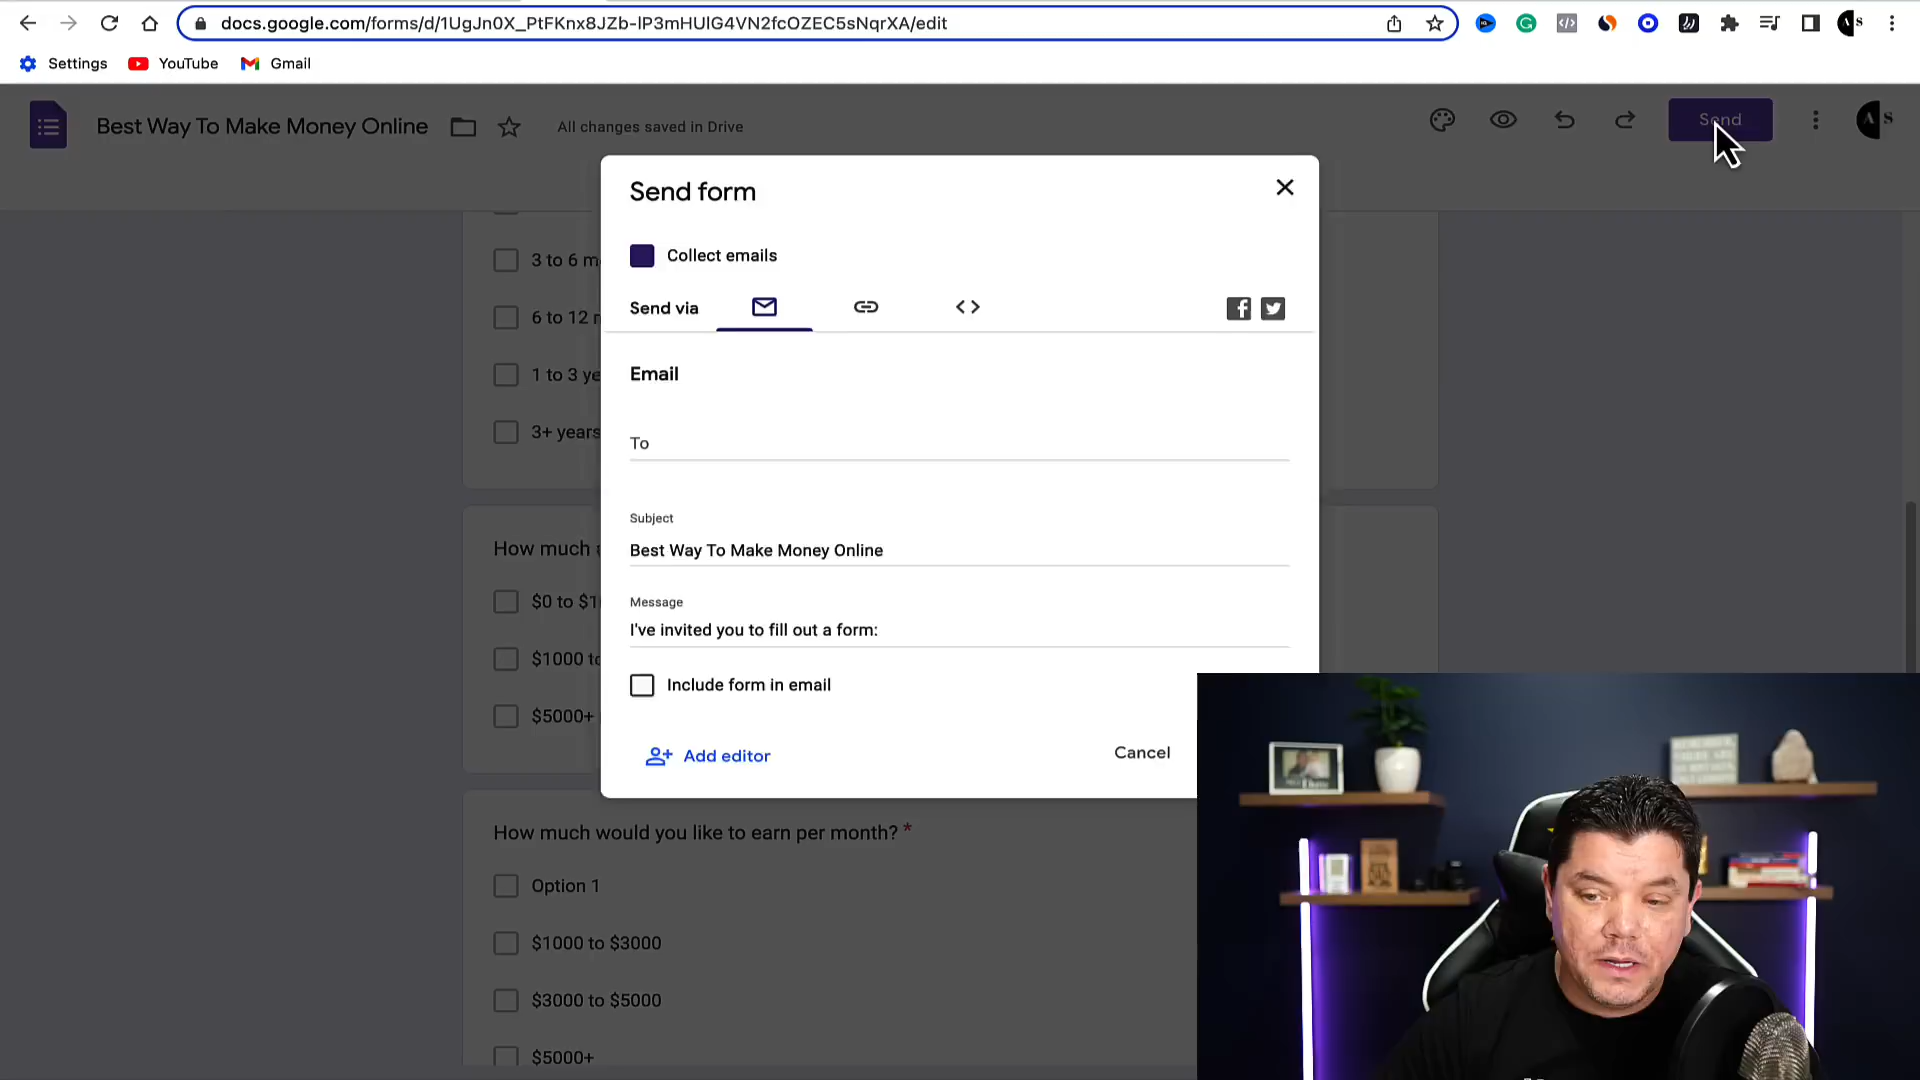 docs.google.com/forms/d/1UgJn0X_PtFKnx8JZb-lP3mHUlG4VN2fcOZEC5sNqrXA/edit
Settings YouTube Gmail
Best Way To Make Money Online All changes saved in Drive Send A S
Send form
Collect emails
Send via
Email
To
Subject
Best Way To Make Money Online
Message
I've invited you to fill out a form:
Include form in email
Add editor Cancel
3 to 6 m
6 to 12
1 to 3 ye
3+ years
How much
$0 to $1
$1000 to
$5000+
How much would you like to earn per month? *
Option 1
$1000 to $3000
$3000 to $5000
$5000+